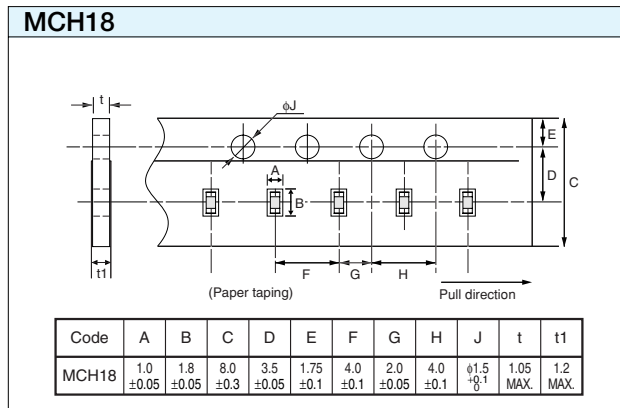 MCH18
t
φJ
E
A
D
C
B
F
G
H
t1
(Paper taping)
Pull direction
Code A B C D E F G H J t t1
MCH18 1.0 ±0.05 1.8 ±0.05 8.0 ±0.3 3.5 ±0.05 1.75 ±0.1 4.0 ±0.1 2.0 ±0.05 4.0 ±0.1 φ1.5 +0.1 0 1.05 MAX. 1.2 MAX.